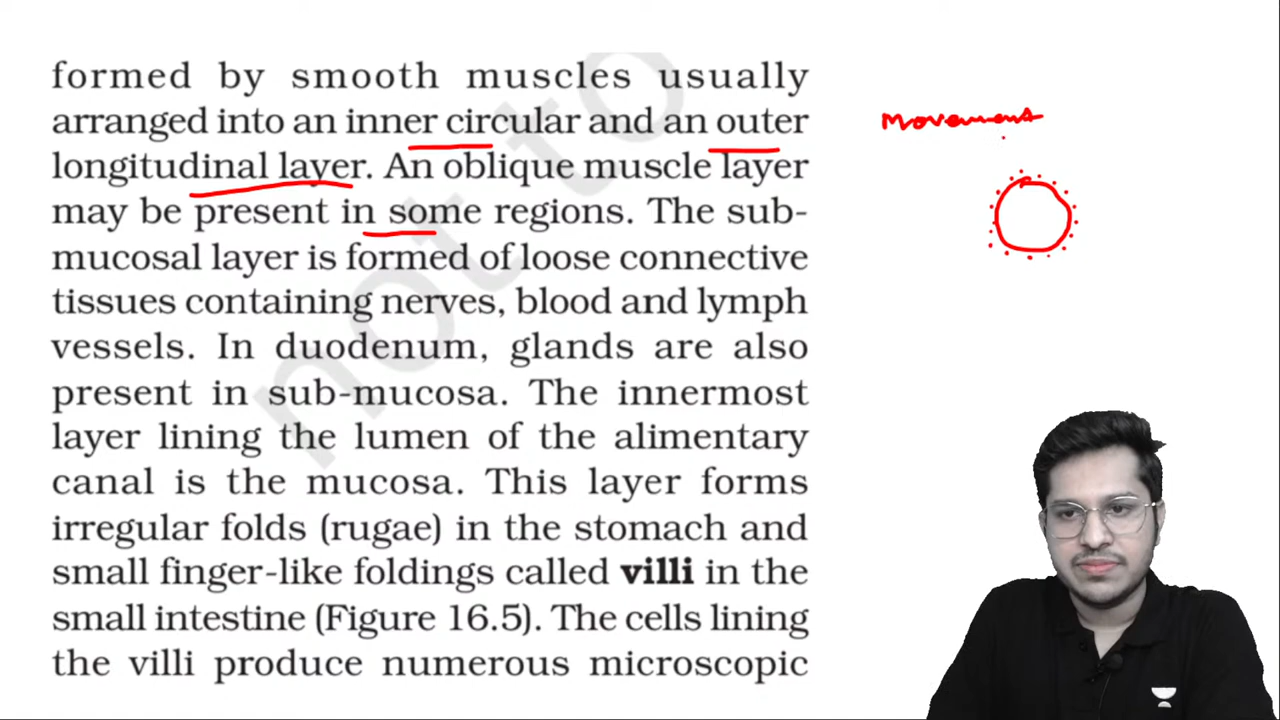 formed by smooth muscles usually
arranged into an inner circular and an outer
longitudinal layer. An oblique muscle layer
may be present in some regions. The sub-
mucosal layer is formed of loose connective
tissues containing nerves, blood and lymph
vessels. In duodenum, glands are also
present in sub-mucosa. The innermost
layer lining the lumen of the alimentary
canal is the mucosa. This layer forms
irregular folds (rugae) in the stomach and
small finger-like foldings called villi in the
small intestine (Figure 16.5). The cells lining
the villi produce numerous microscopic
Movement
not to